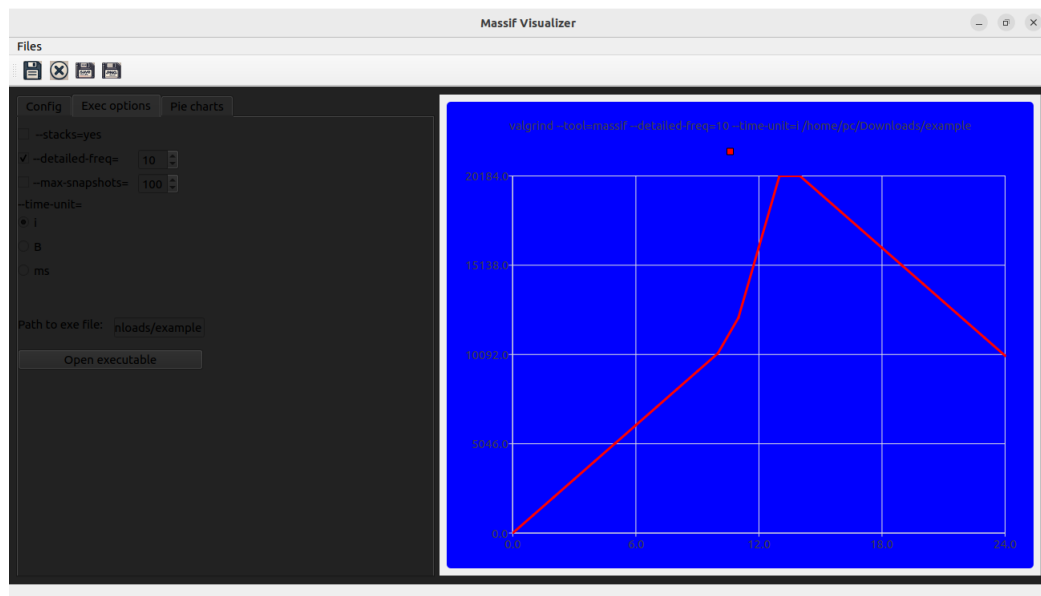 Massif Visualizer
Files
Config Exec options Pie charts
--stacks=yes
--detailed-freq= 10
--max-snapshots= 100
--time-unit=
i
B
ms
Path to exe file: nloads/example
Open executable
valgrind --tool=massif --detailed-freq=10 --time-unit=i /home/pc/Downloads/example
20184.0
15138.0
10092.0
5046.0
0.0
0.0 6.0 12.0 18.0 24.0